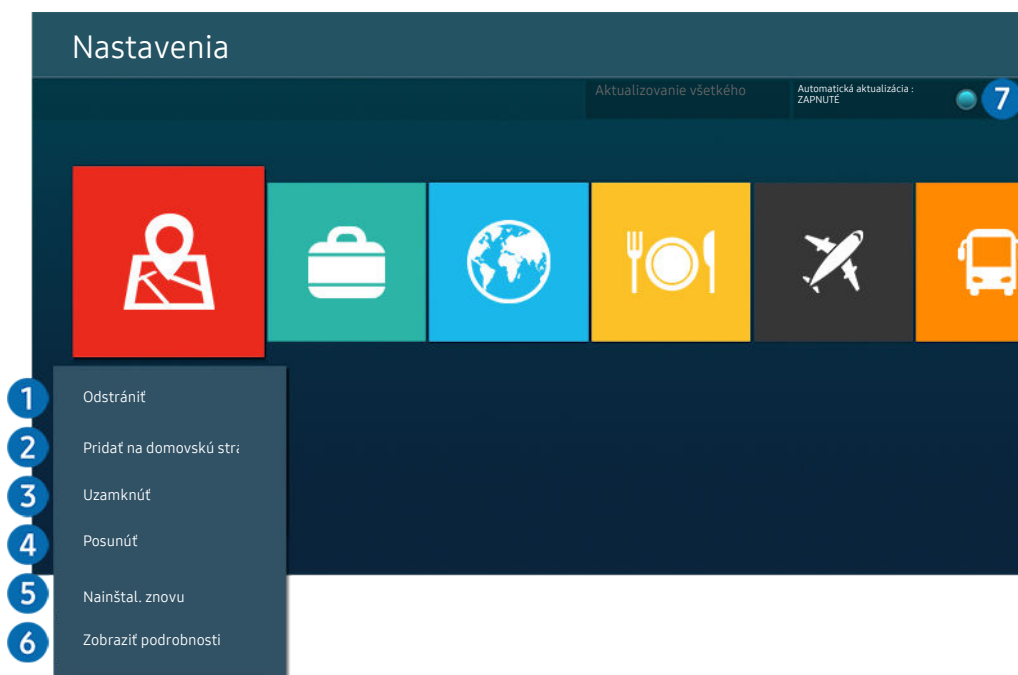 Nastavenia
Aktualizovanie všetkého
Automatická aktualizácia :
ZAPNUTÉ
7
1 Odstrániť
2 Pridať na domovskú
3 Uzamknúť
4 Posunúť
5 Nainštal. znovu
6 Zobraziť podrobnosti